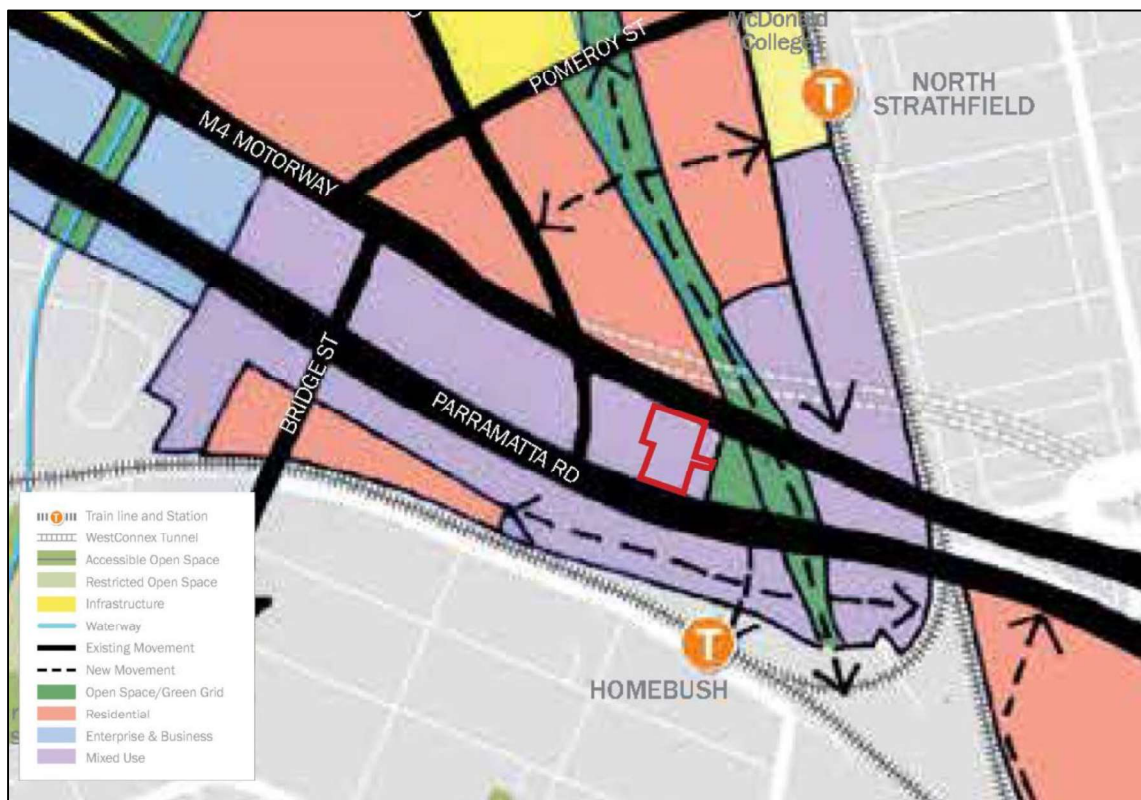 McDonald
College
POMEROY ST
T
NORTH
STRATHFIELD
M4 MOTORWAY
BRIDGE ST
PARRAMATTA RD
T
HOMEBUSH
T Train line and Station
WestConnex Tunnel
Accessible Open Space
Restricted Open Space
Infrastructure
Waterway
Existing Movement
New Movement
Open Space/Green Grid
Residential
Enterprise & Business
Mixed Use